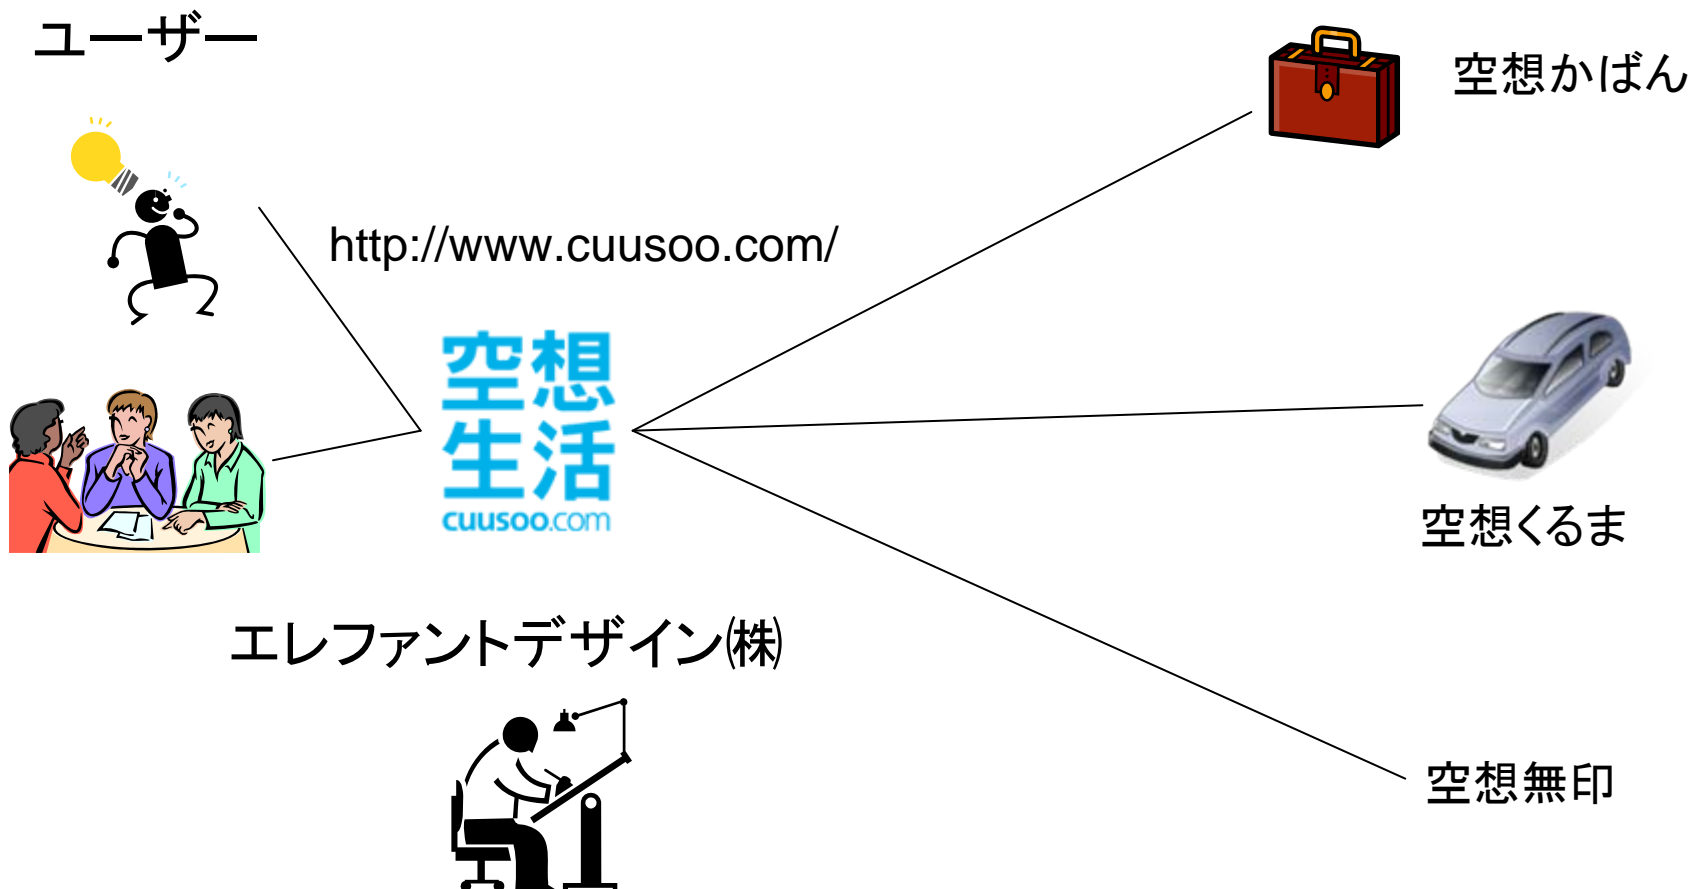 ユーザー
空想かばん
http://www.cuusoo.com/
空想
生活
cuusoo.com
空想くるま
エレファントデザイン㈱
空想無印